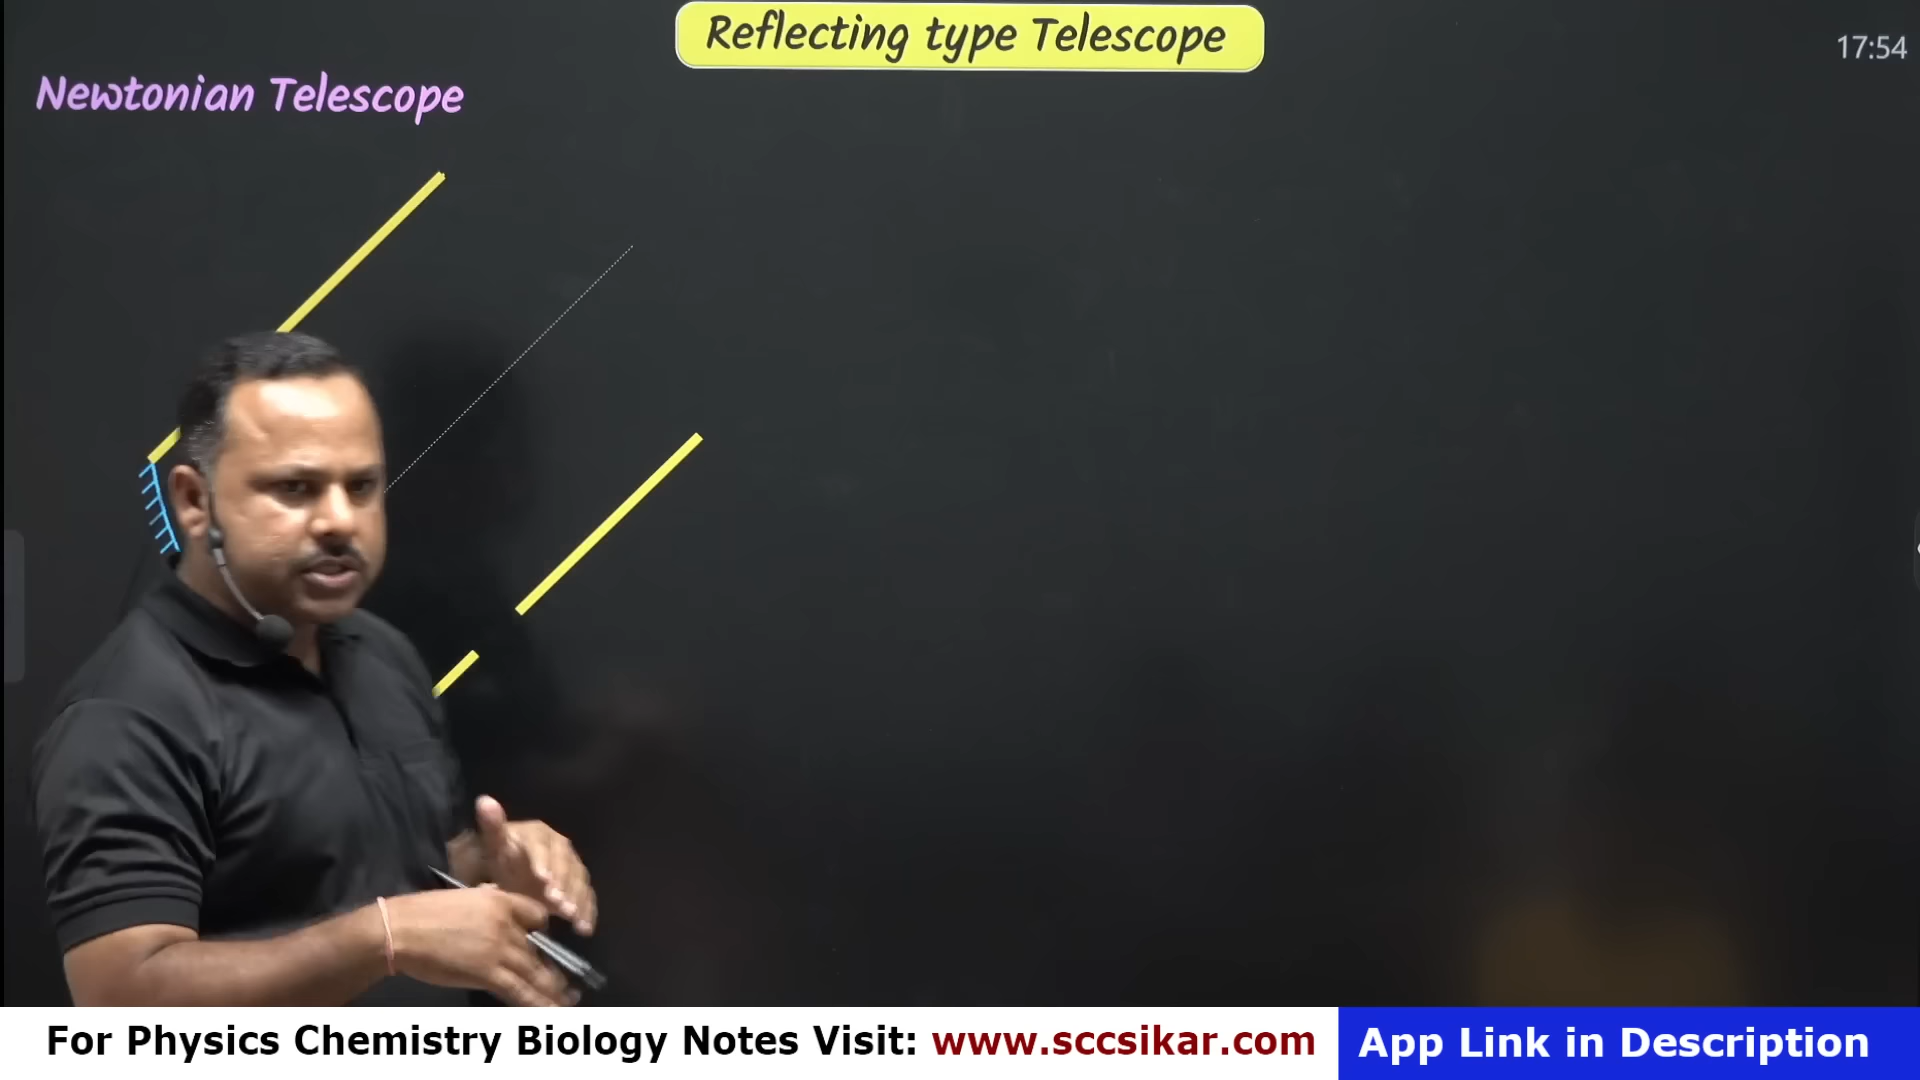 Reflecting type Telescope
17:54
Newtonian Telescope
For Physics Chemistry Biology Notes Visit: www.sccsikar.com
App Link in Description